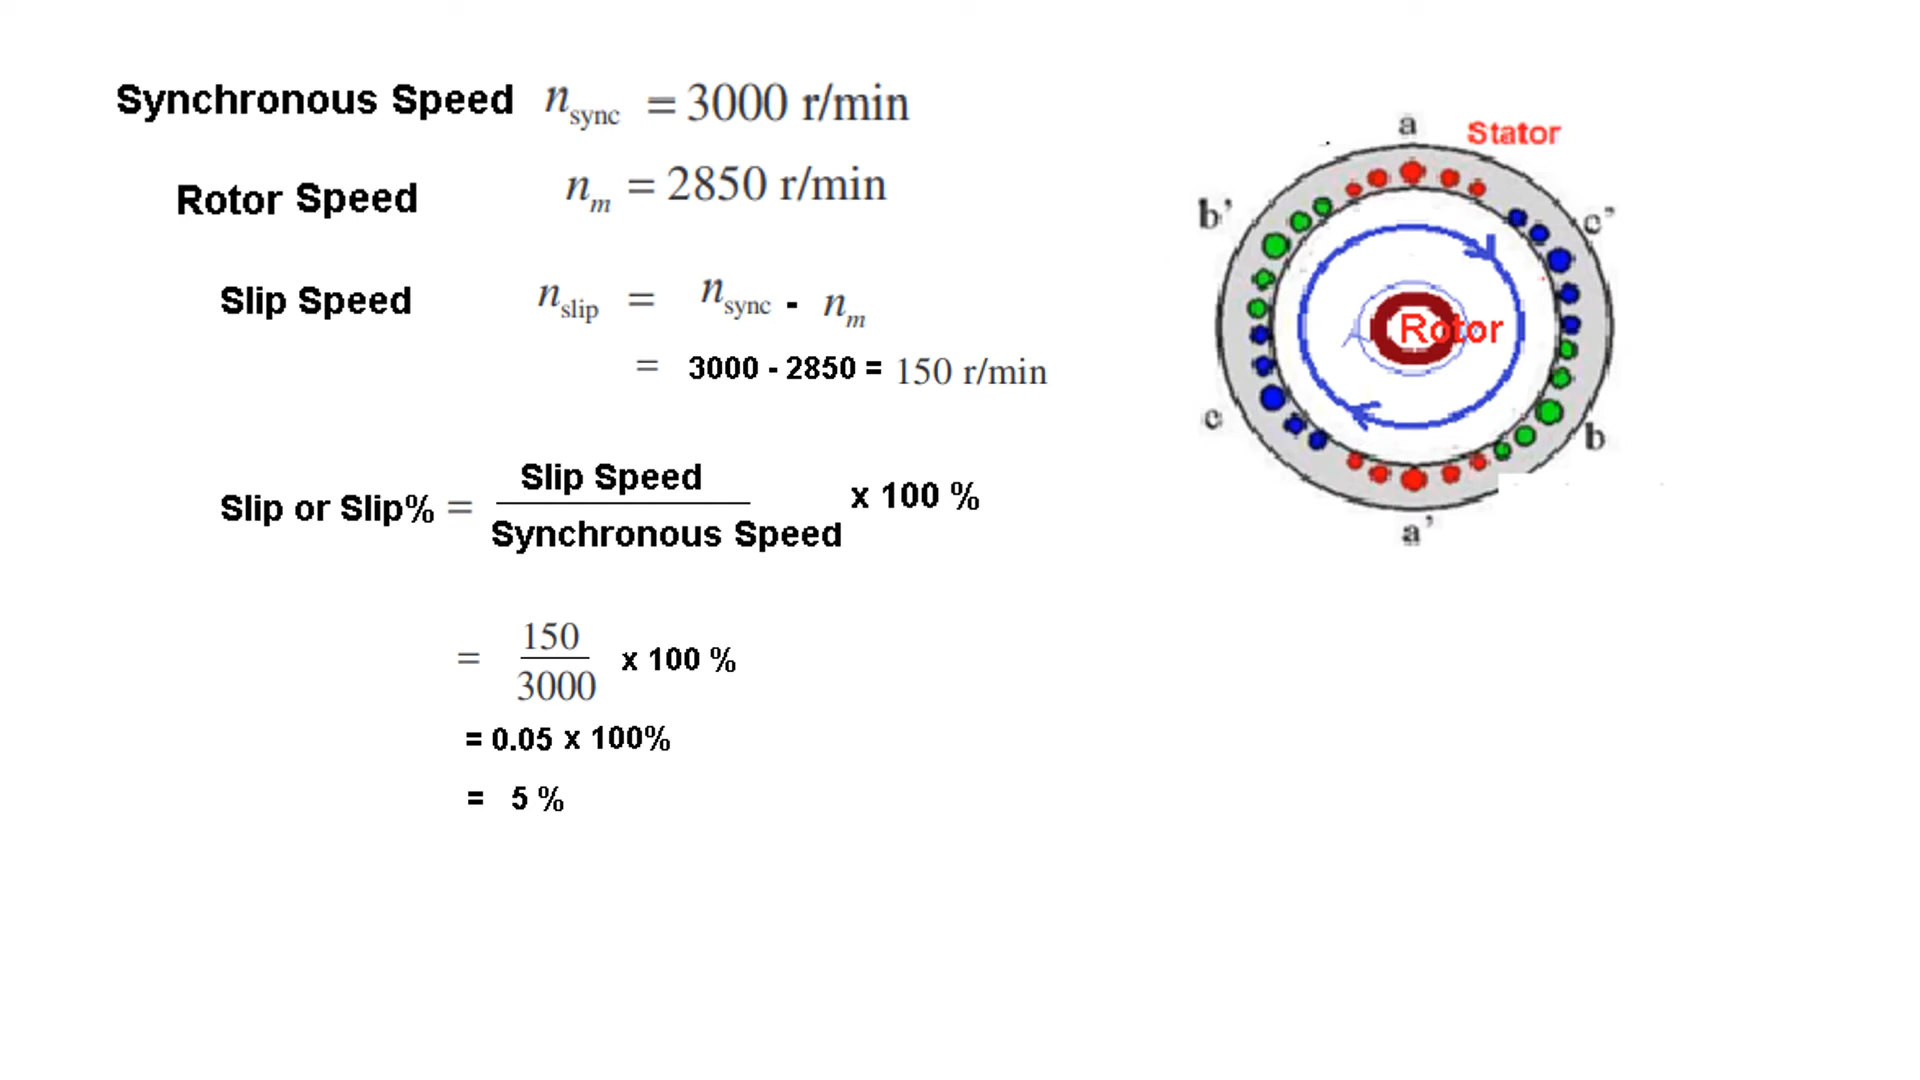 Synchronous Speed n_sync = 3000 r/min
Rotor Speed n_m = 2850 r/min
Slip Speed n_slip = n_sync - n_m
= 3000 - 2850 = 150 r/min
Slip or Slip% = Slip Speed / Synchronous Speed x 100 %
= 150 / 3000 x 100 %
= 0.05 x 100%
= 5 %
a
Stator
b’
c’
Rotor
c
b
a’